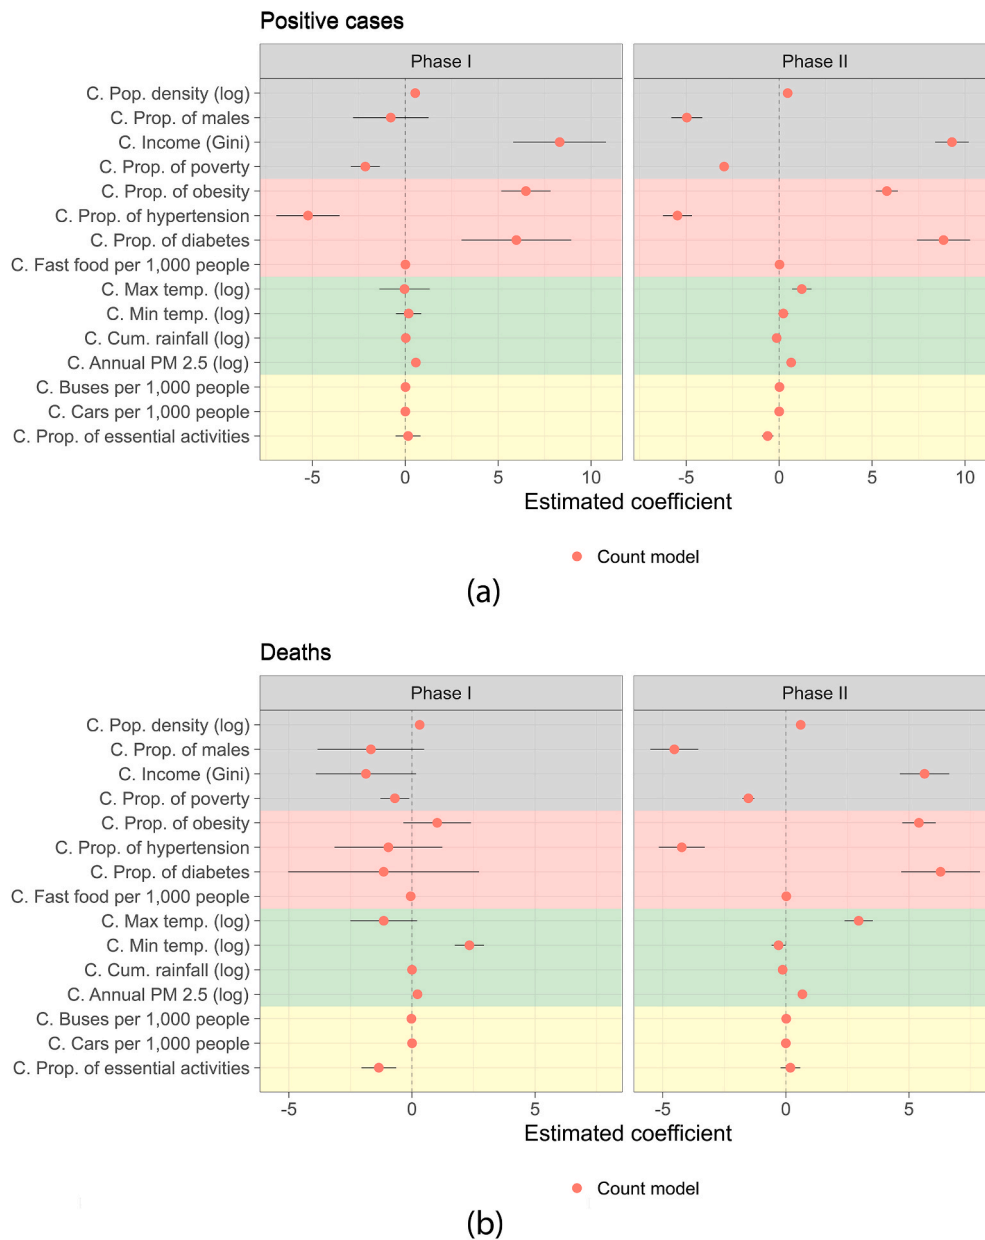 Positive cases
Phase I
Phase II
C. Pop. density (log)
C. Prop. of males
C. Income (Gini)
C. Prop. of poverty
C. Prop. of obesity
C. Prop. of hypertension
C. Prop. of diabetes
C. Fast food per 1,000 people
C. Max temp. (log)
C. Min temp. (log)
C. Cum. rainfall (log)
C. Annual PM 2.5 (log)
C. Buses per 1,000 people
C. Cars per 1,000 people
C. Prop. of essential activities
-5 0 5 10 -5 0 5 10
Estimated coefficient
Count model
(a)
Deaths
Phase I
Phase II
C. Pop. density (log)
C. Prop. of males
C. Income (Gini)
C. Prop. of poverty
C. Prop. of obesity
C. Prop. of hypertension
C. Prop. of diabetes
C. Fast food per 1,000 people
C. Max temp. (log)
C. Min temp. (log)
C. Cum. rainfall (log)
C. Annual PM 2.5 (log)
C. Buses per 1,000 people
C. Cars per 1,000 people
C. Prop. of essential activities
-5 0 5 -5 0 5
Estimated coefficient
Count model
(b)